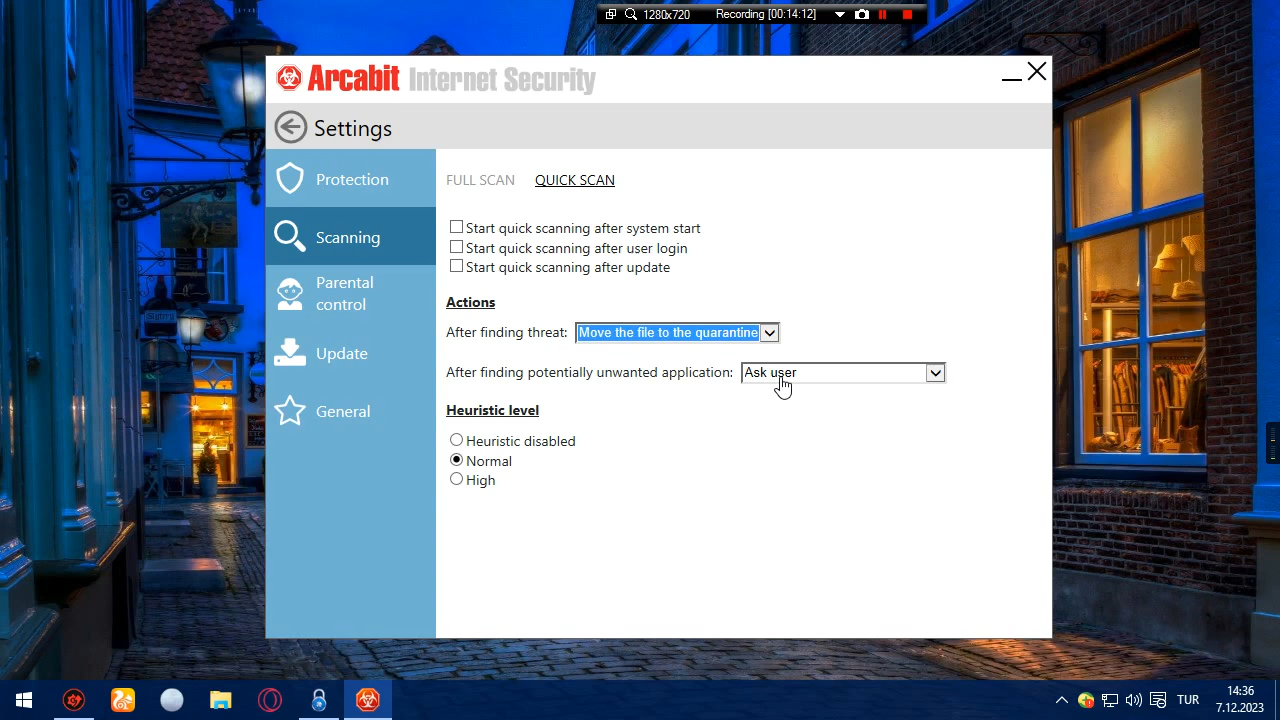 1280x720 Recording [00:14:12]
Arcabit Internet Security
Settings
Protection
Scanning
Parental
control
Update
General
FULL SCAN QUICK SCAN
Start quick scanning after system start
Start quick scanning after user login
Start quick scanning after update
Actions
After finding threat: Move the file to the quarantine
After finding potentially unwanted application: Ask user
Heuristic level
Heuristic disabled
Normal
High
TUR
14:36
7.12.2023